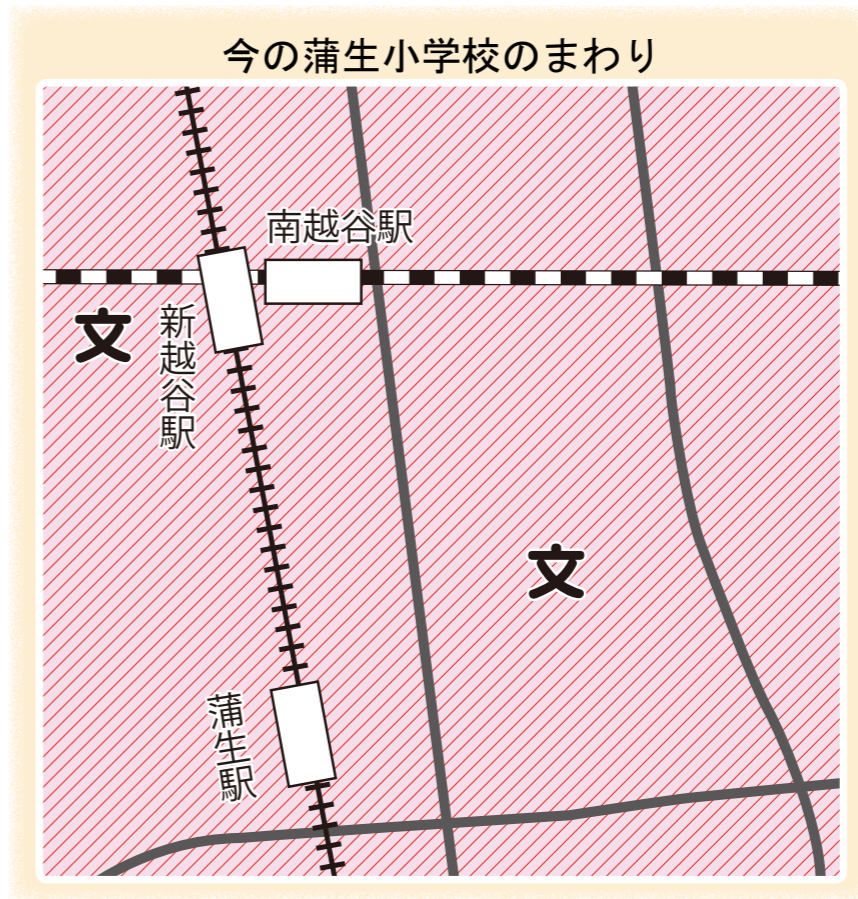 今の蒲生小学校のまわり
南越谷駅
新越谷駅
文
文
蒲生駅